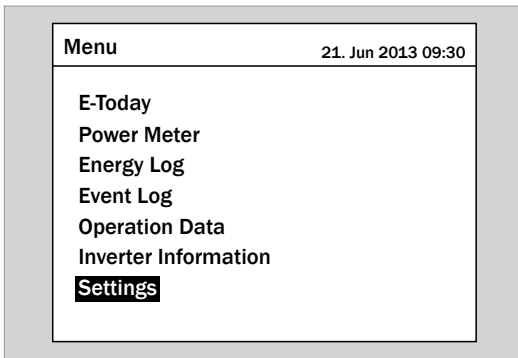 Menu 21. Jun 2013 09:30
E-Today
Power Meter
Energy Log
Event Log
Operation Data
Inverter Information
Settings